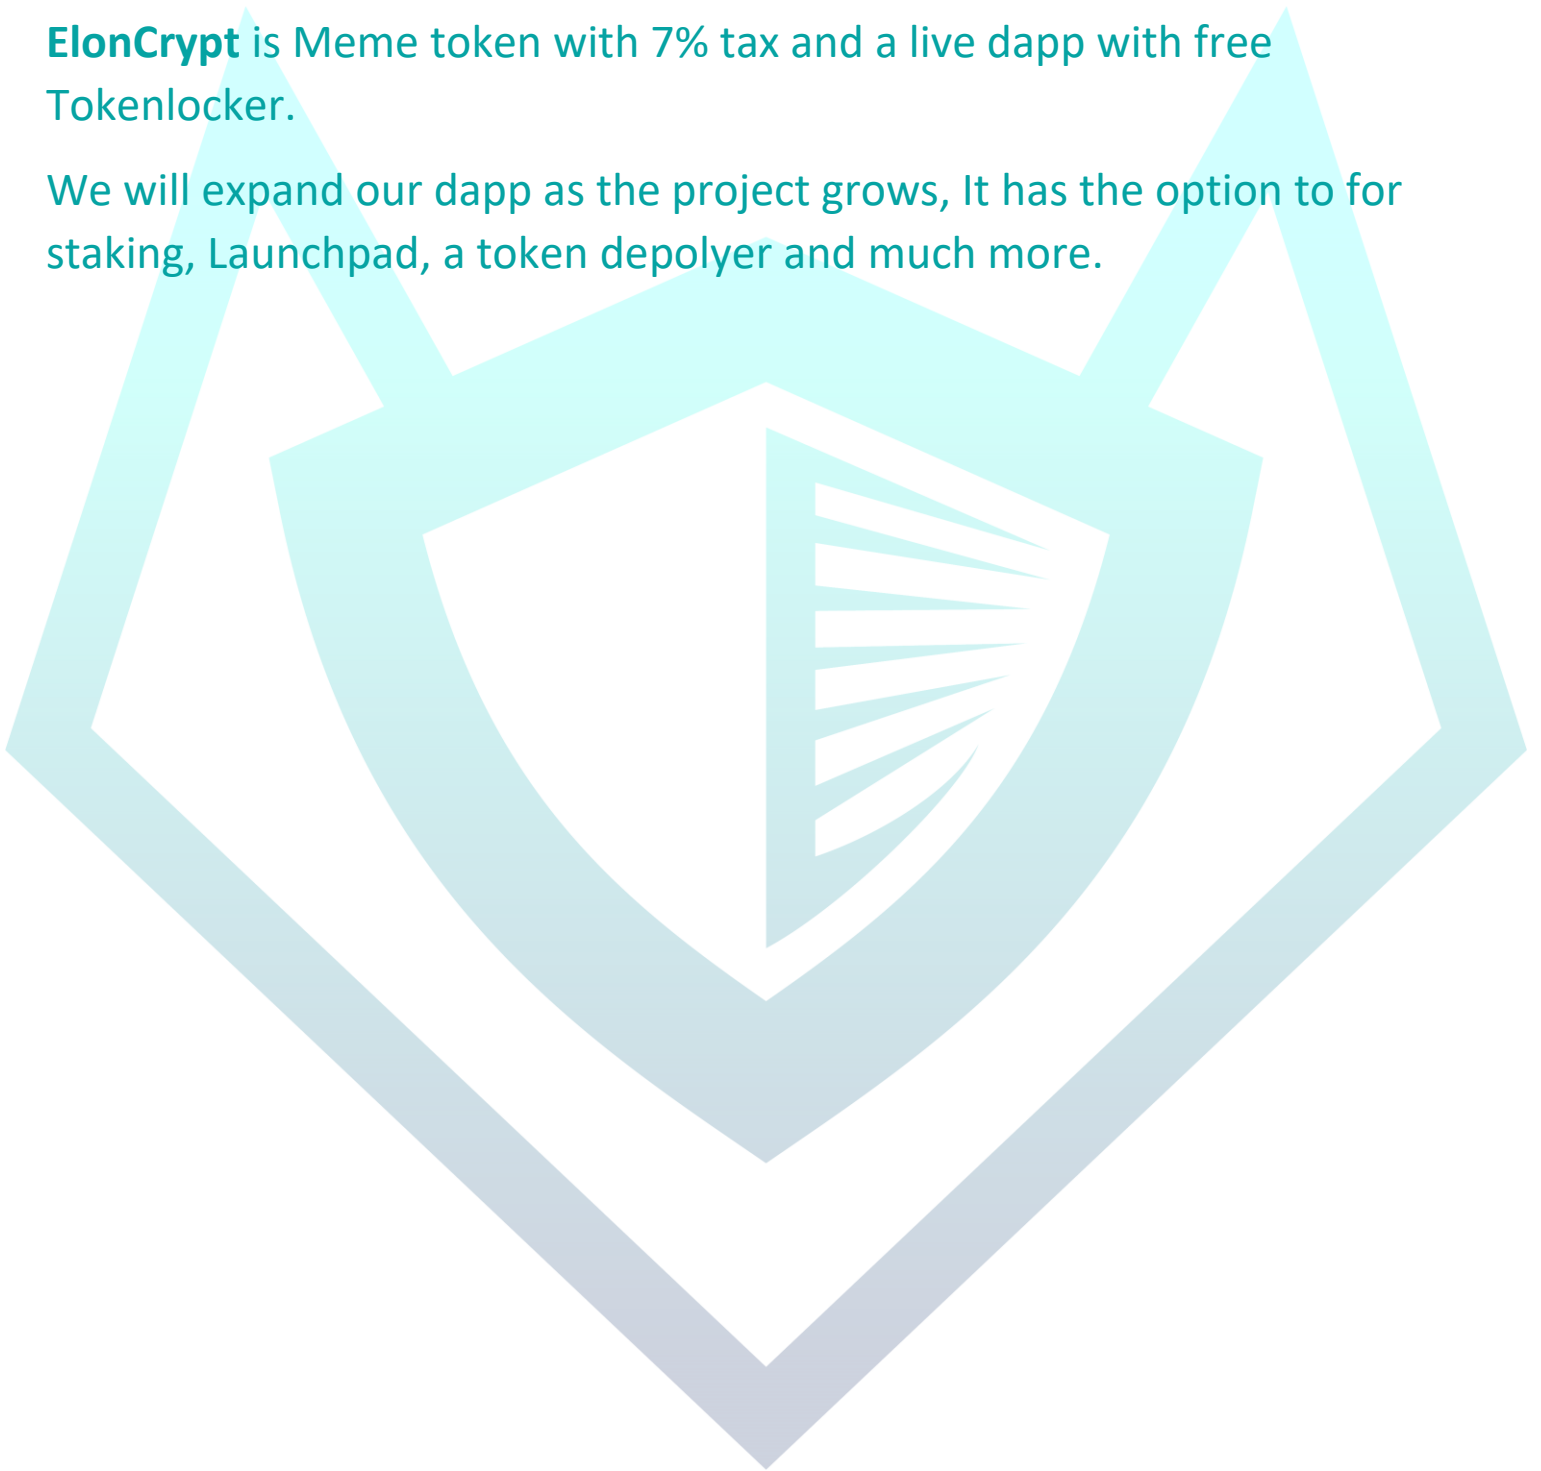 ElonCrypt is Meme token with 7% tax and a live dapp with free
Tokenlocker.
We will expand our dapp as the project grows, It has the option to for
staking, Launchpad, a token depolyer and much more.